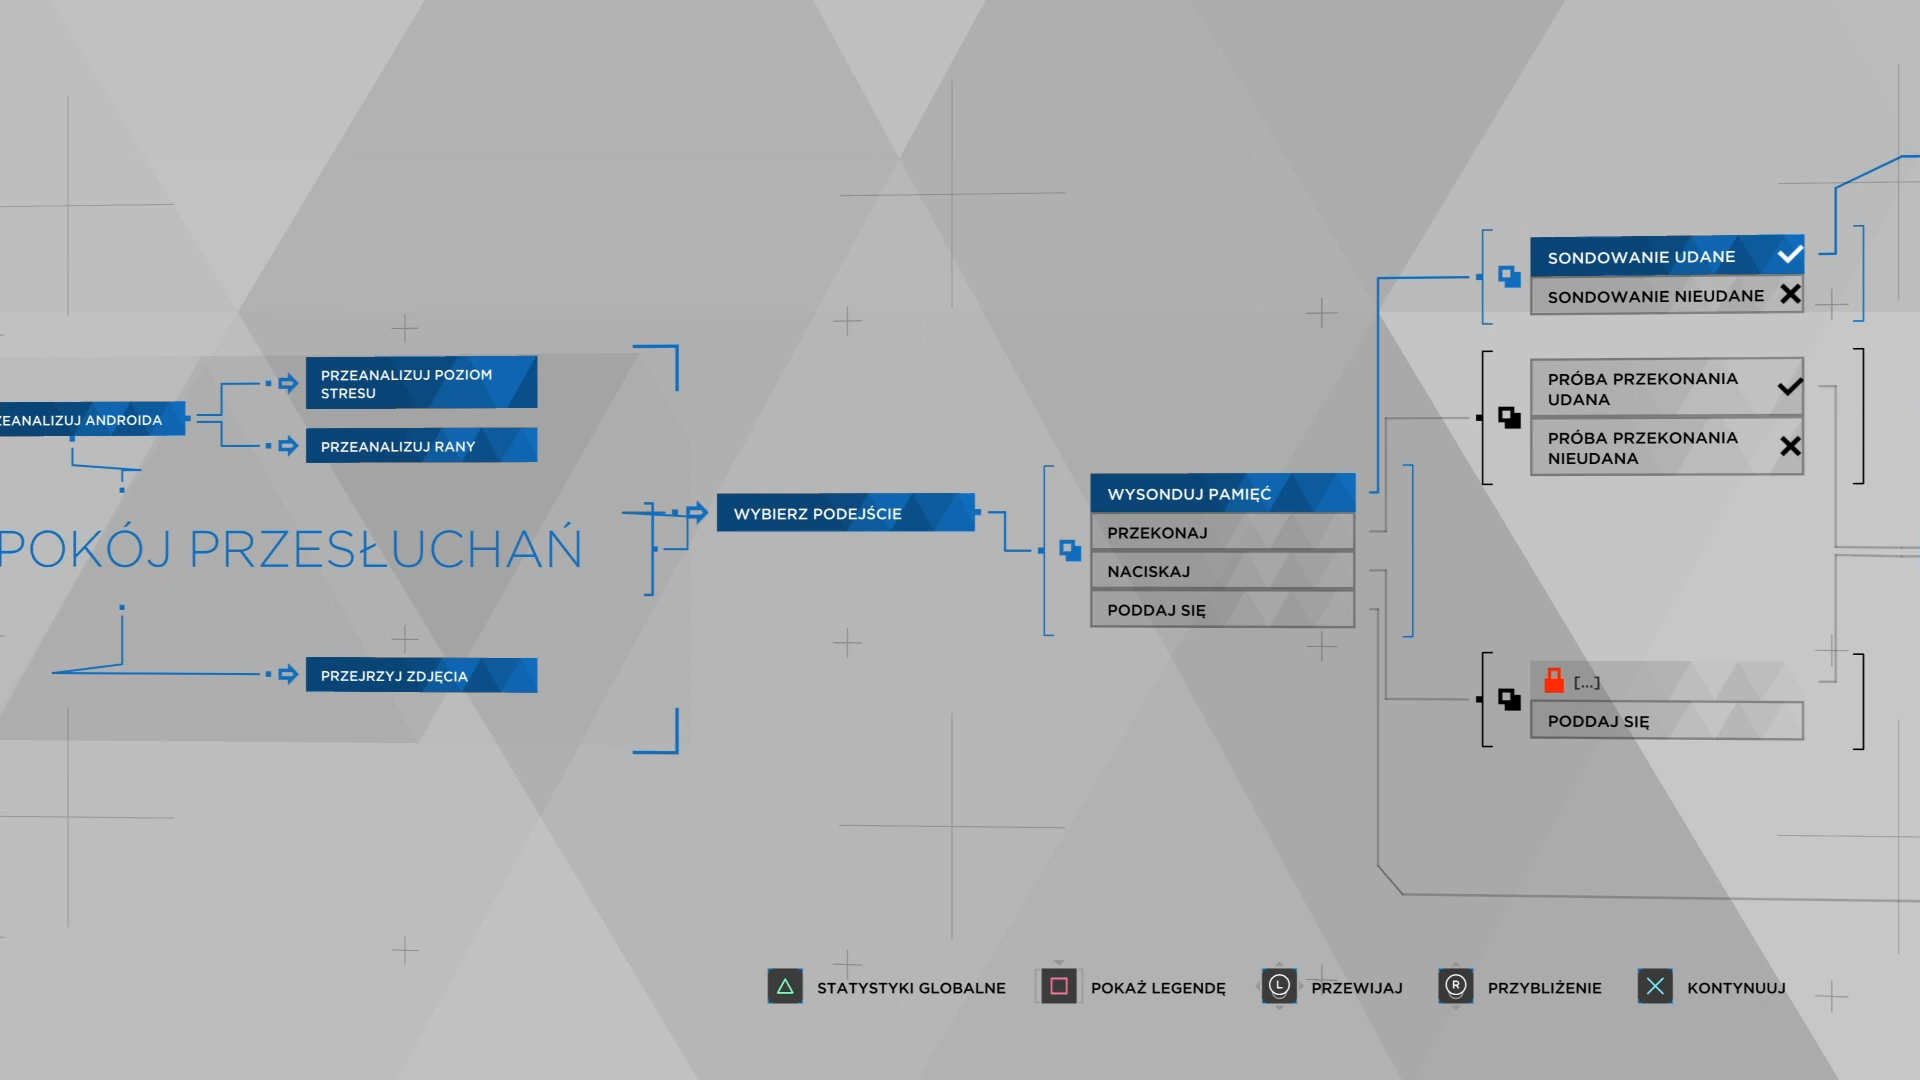 ZEANALIZUJ ANDROIDA
PRZEANALIZUJ POZIOM
STRESU
PRZEANALIZUJ RANY
POKÓJ PRZESŁUCHAŃ
PRZEJRZYJ ZDJĘCIA
WYBIERZ PODEJŚCIE
WYSONDUJ PAMIĘĆ
PRZEKONAJ
NACISKAJ
PODDAJ SIĘ
SONDOWANIE UDANE
SONDOWANIE NIEUDANE
PRÓBA PRZEKONANIA
UDANA
PRÓBA PRZEKONANIA
NIEUDANA
[...]
PODDAJ SIĘ
STATYSTYKI GLOBALNE
POKAŻ LEGENDĘ
L PRZEWIJAJ
R PRZYBLIŻENIE
KONTYNUUJ